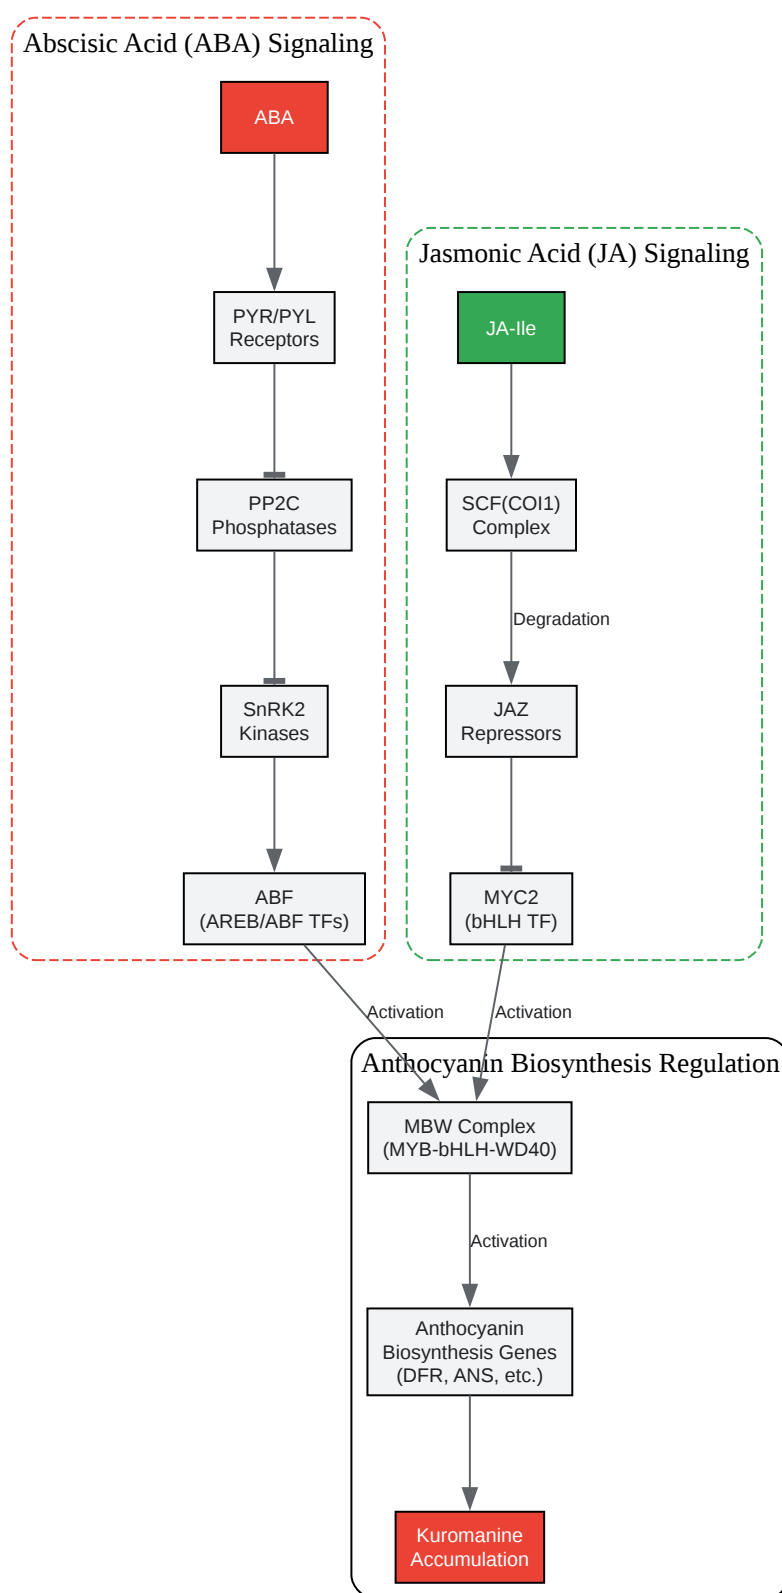 Abscisic Acid (ABA) Signaling
ABA
PYR/PYL
Receptors
PP2C
Phosphatases
SnRK2
Kinases
ABF
(AREB/ABF TFs)
Jasmonic Acid (JA) Signaling
JA-Ile
SCF(COI1)
Complex
Degradation
JAZ
Repressors
MYC2
(bHLH TF)
Activation
Activation
Anthocyanin Biosynthesis Regulation
MBW Complex
(MYB-bHLH-WD40)
Activation
Anthocyanin
Biosynthesis Genes
(DFR, ANS, etc.)
Kuromanine
Accumulation